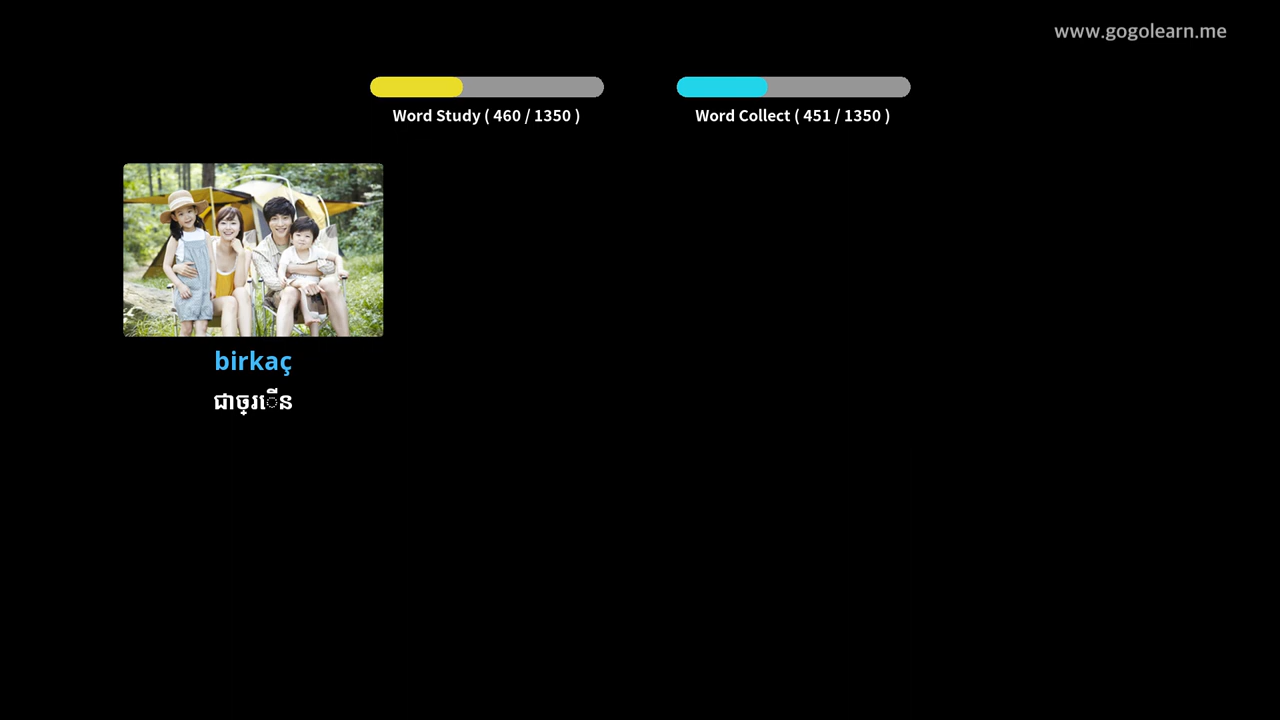 www.gogolearn.me
Word Study ( 460 / 1350 )
Word Collect ( 451 / 1350 )
birkaç
ជាច្រើន